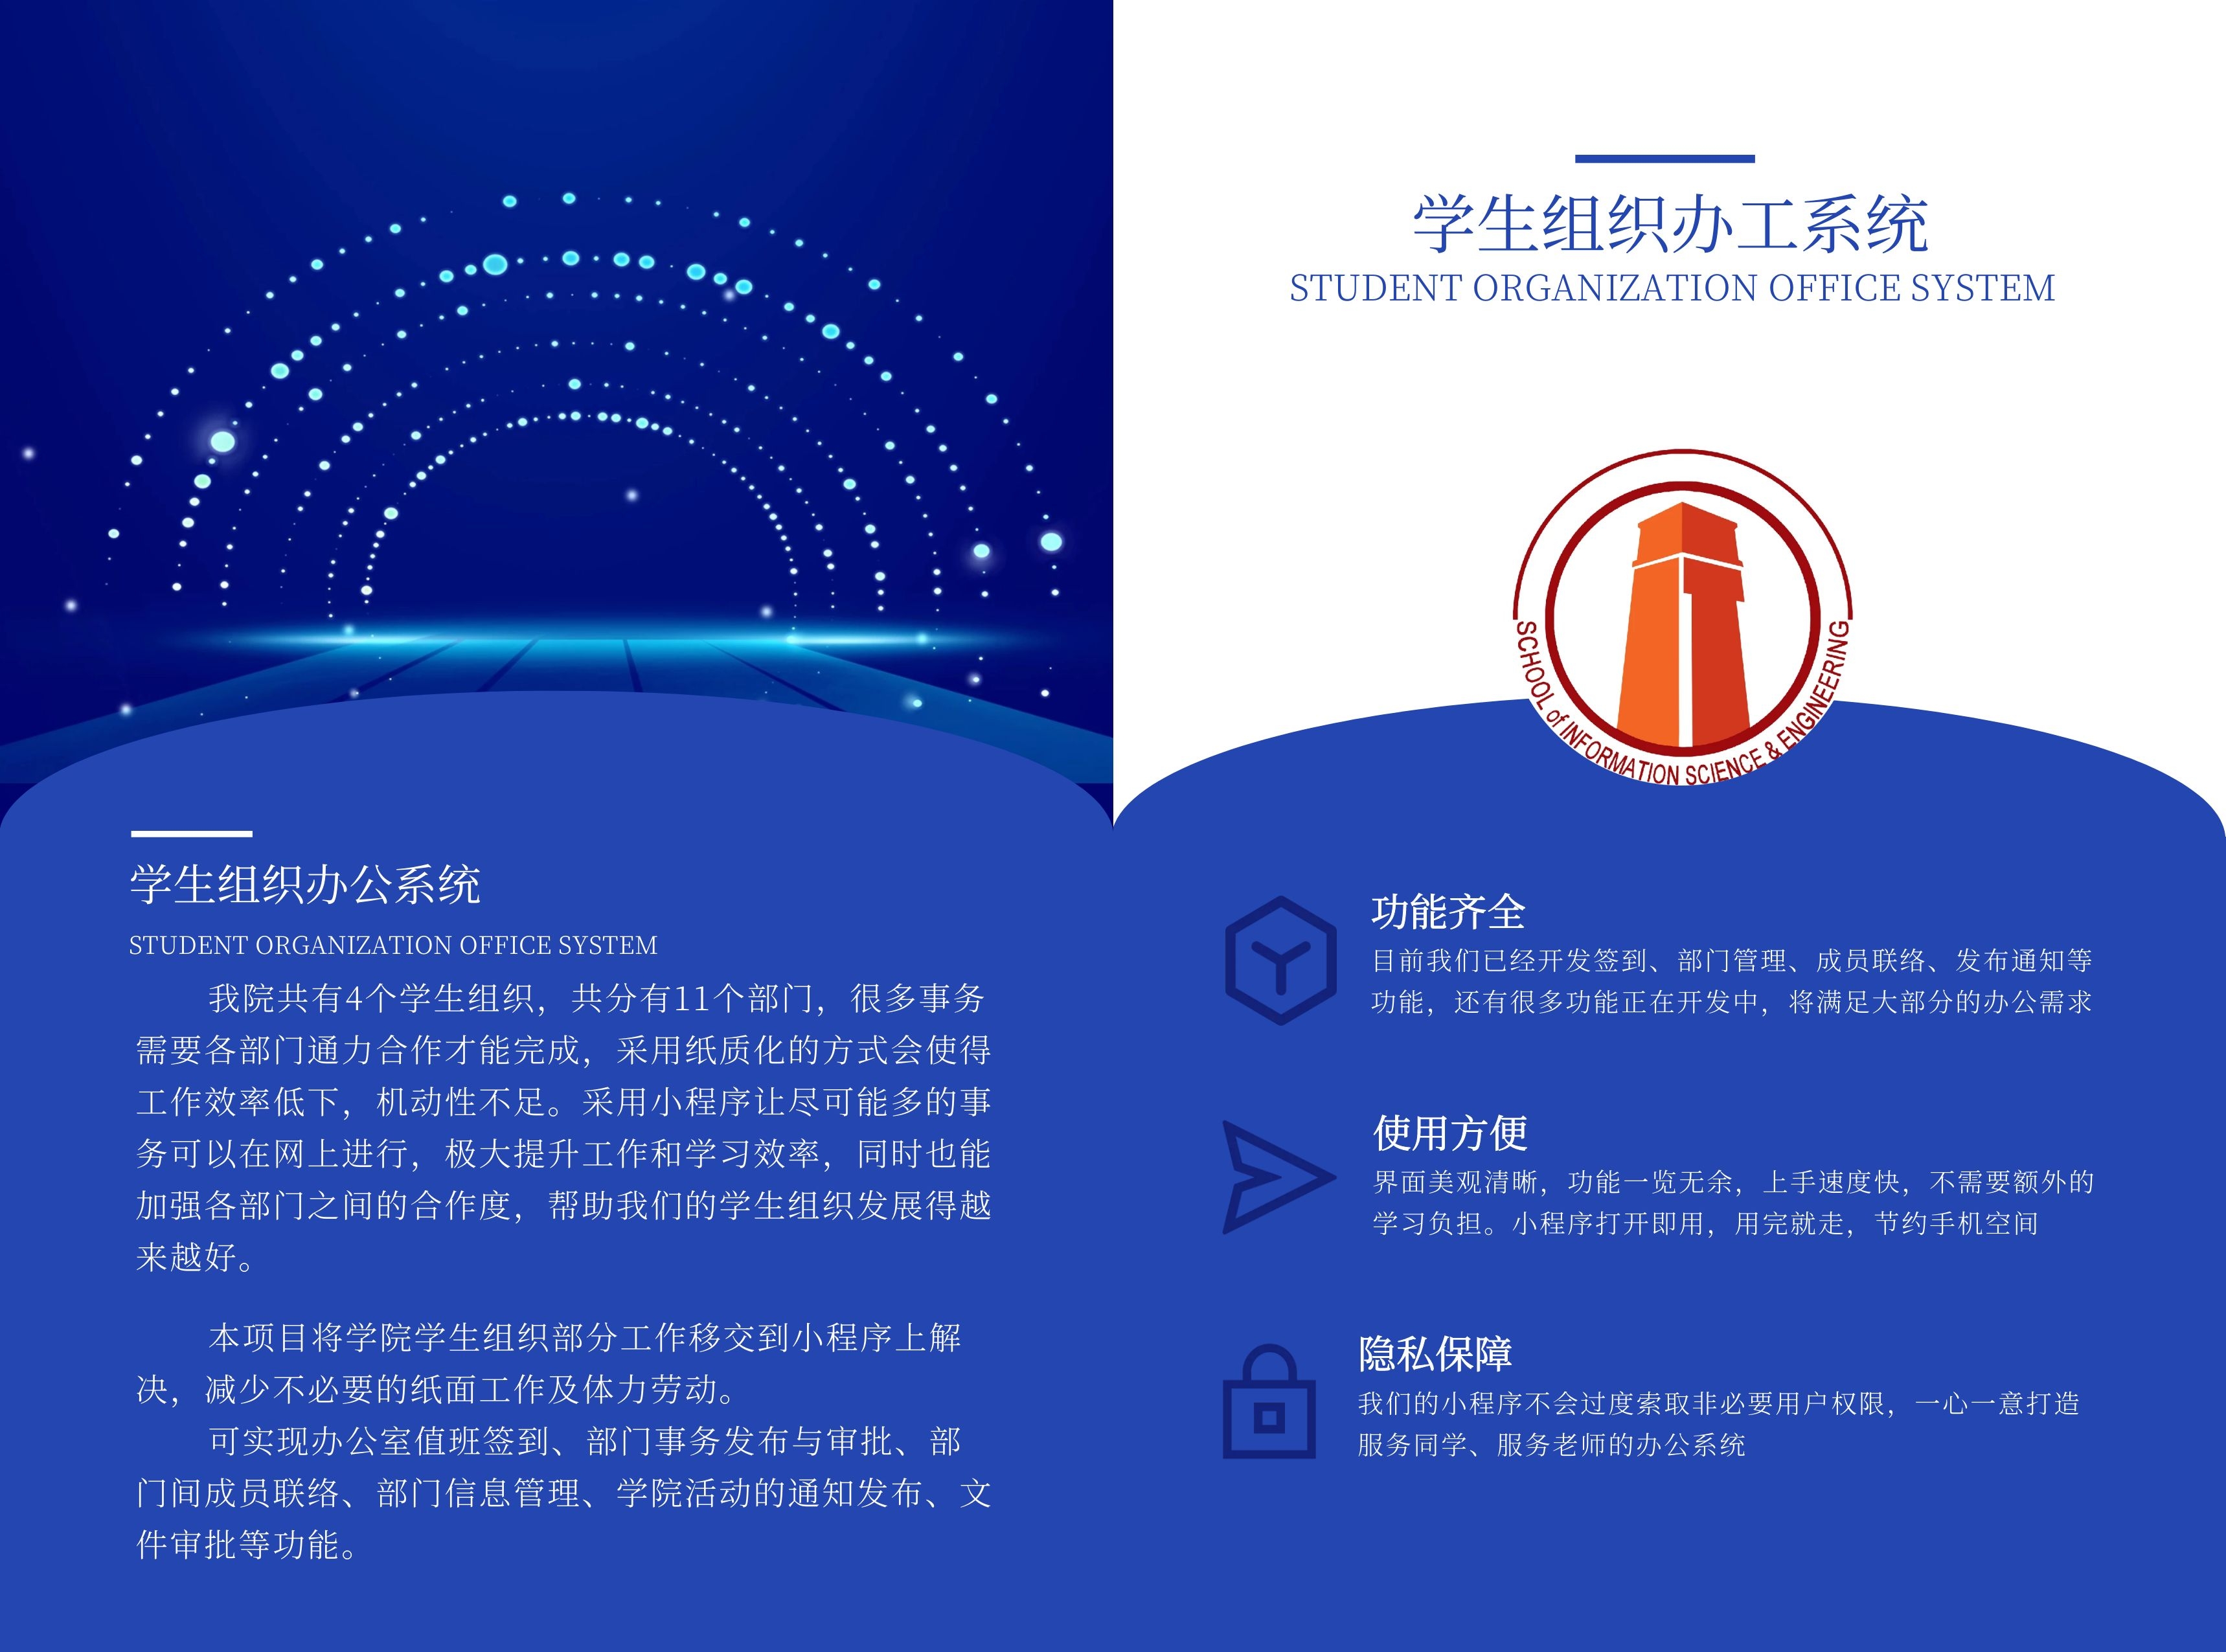 学生组织办公系统
STUDENT ORGANIZATION OFFICE SYSTEM
我院共有4个学生组织，共分有11个部门，很多事务
需要各部门通力合作才能完成，采用纸质化的方式会使得
工作效率低下，机动性不足。采用小程序让尽可能多的事
务可以在网上进行，极大提升工作和学习效率，同时也能
加强各部门之间的合作度，帮助我们的学生组织发展得越
来越好。
本项目将学院学生组织部分工作移交到小程序上解
决，减少不必要的纸面工作及体力劳动。
可实现办公室值班签到、部门事务发布与审批、部
门间成员联络、部门信息管理、学院活动的通知发布、文
件审批等功能。
学生组织办工系统
STUDENT ORGANIZATION OFFICE SYSTEM
SCHOOL of INFORMATION SCIENCE & ENGINEERING
功能齐全
目前我们已经开发签到、部门管理、成员联络、发布通知等
功能，还有很多功能正在开发中，将满足大部分的办公需求
使用方便
界面美观清晰，功能一览无余，上手速度快，不需要额外的
学习负担。小程序打开即用，用完就走，节约手机空间
隐私保障
我们的小程序不会过度索取非必要用户权限，一心一意打造
服务同学、服务老师的办公系统